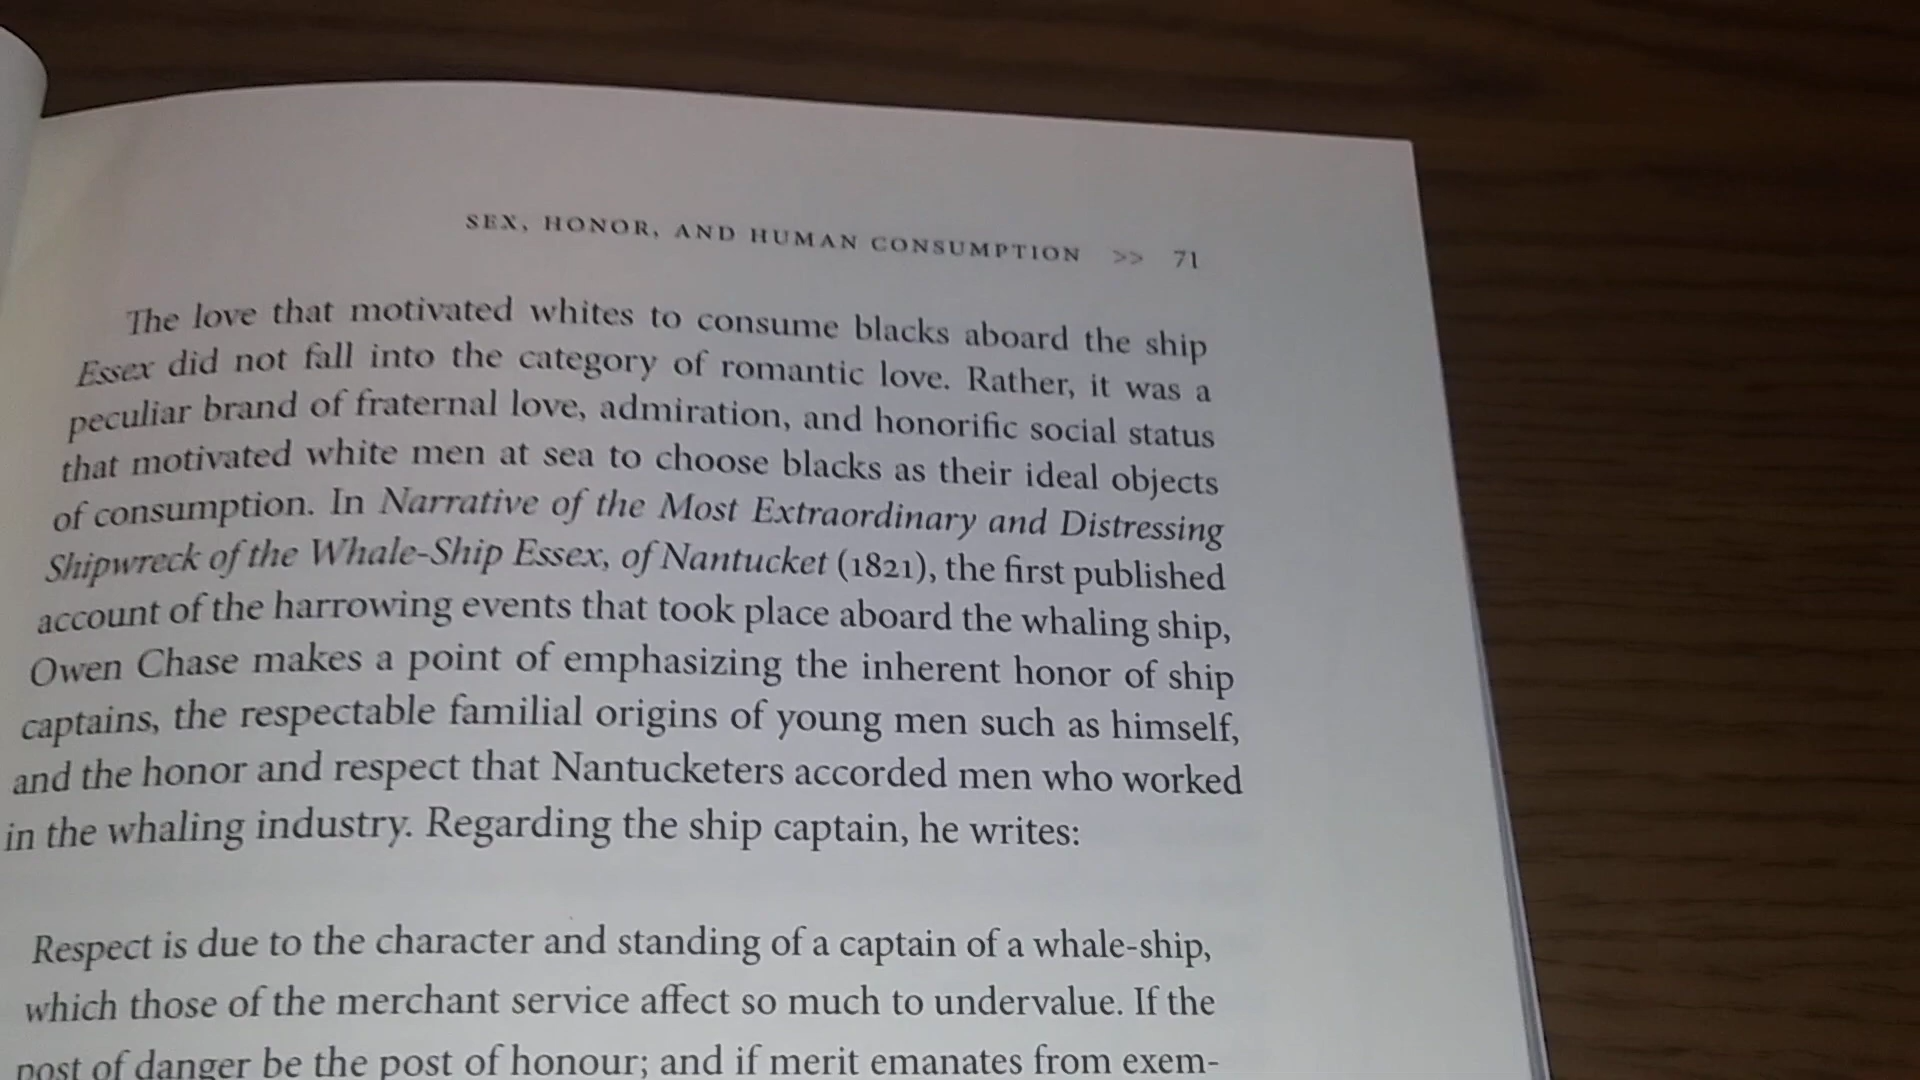 SEX, HONOR, AND HUMAN CONSUMPTION >> 71
The love that motivated whites to consume blacks aboard the ship
Essex did not fall into the category of romantic love. Rather, it was a
peculiar brand of fraternal love, admiration, and honorific social status
that motivated white men at sea to choose blacks as their ideal objects
of consumption. In Narrative of the Most Extraordinary and Distressing
Shipwreck of the Whale-Ship Essex, of Nantucket (1821), the first published
account of the harrowing events that took place aboard the whaling ship,
Owen Chase makes a point of emphasizing the inherent honor of ship
captains, the respectable familial origins of young men such as himself,
and the honor and respect that Nantucketers accorded men who worked
in the whaling industry. Regarding the ship captain, he writes:
Respect is due to the character and standing of a captain of a whale-ship,
which those of the merchant service affect so much to undervalue. If the
post of danger be the post of honour; and if merit emanates from exem-